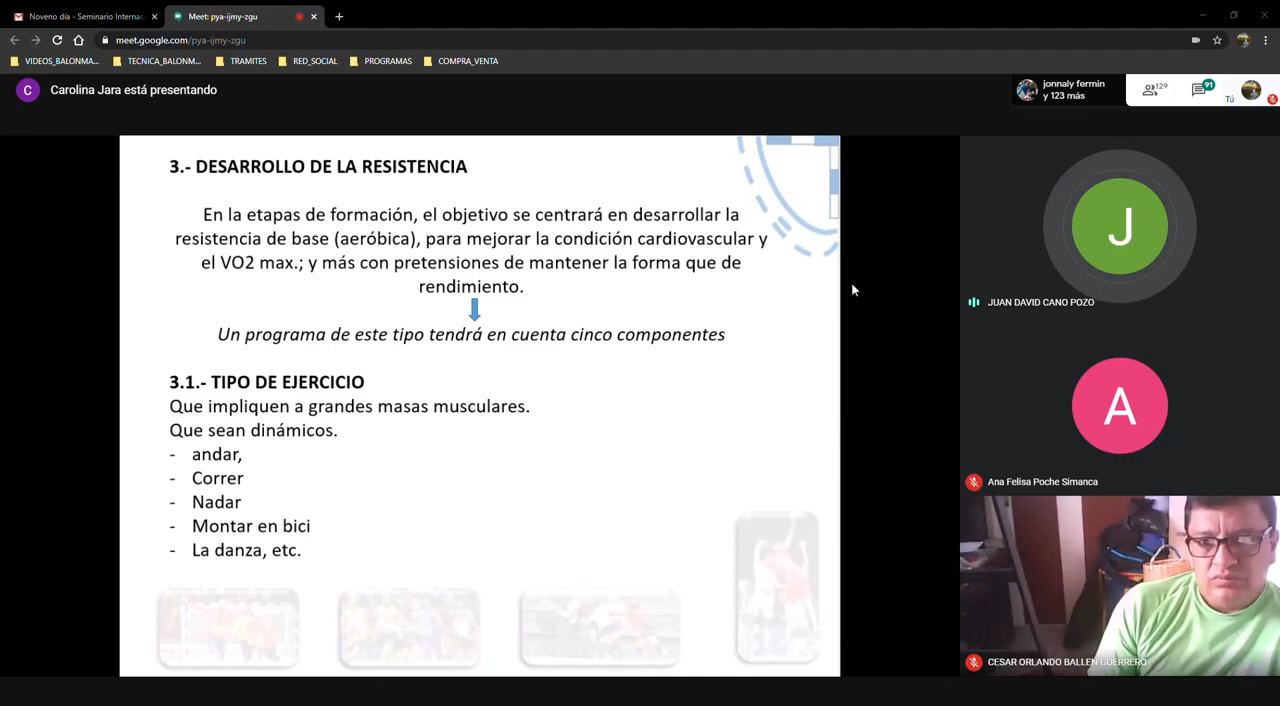 Noveno día - Seminario Internac
Meet: pya-ijmy-zgu
meet.google.com/pya-ijmy-zgu
VIDEOS_BALONMA...
TECNICA_BALONM...
TRAMITES
RED_SOCIAL
PROGRAMAS
COMPRA_VENTA
C
Carolina Jara está presentando
jonnaly fermin
y 123 más
129
91
Tú
3.- DESARROLLO DE LA RESISTENCIA
En la etapas de formación, el objetivo se centrará en desarrollar la
resistencia de base (aeróbica), para mejorar la condición cardiovascular y
el VO2 max.; y más con pretensiones de mantener la forma que de
rendimiento.
Un programa de este tipo tendrá en cuenta cinco componentes
3.1.- TIPO DE EJERCICIO
Que impliquen a grandes masas musculares.
Que sean dinámicos.
- andar,
- Correr
- Nadar
- Montar en bici
- La danza, etc.
J
JUAN DAVID CANO POZO
A
Ana Felisa Poche Simanca
CESAR ORLANDO BALLEN GUERRERO